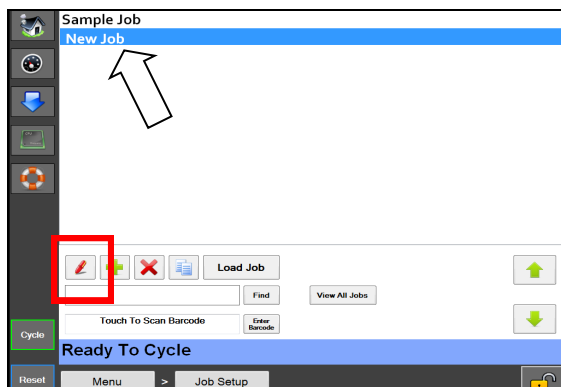 Sample Job
New Job
Load Job
Find
View All Jobs
Touch To Scan Barcode
Enter
Barcode
Cycle
Ready To Cycle
Reset
Menu
>
Job Setup